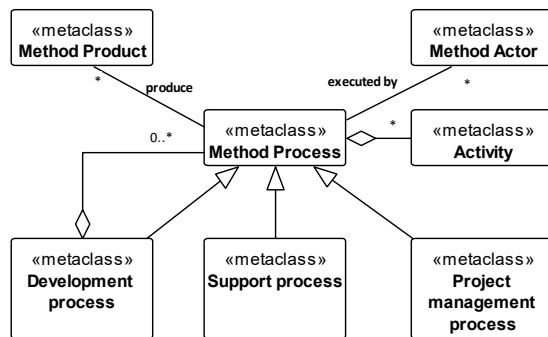 «metaclass»
Method Product
«metaclass»
Method Actor
*
produce
executed by
*
«metaclass»
Method Process
0..*
*
«metaclass»
Activity
«metaclass»
Development
process
«metaclass»
Support process
«metaclass»
Project
management
process